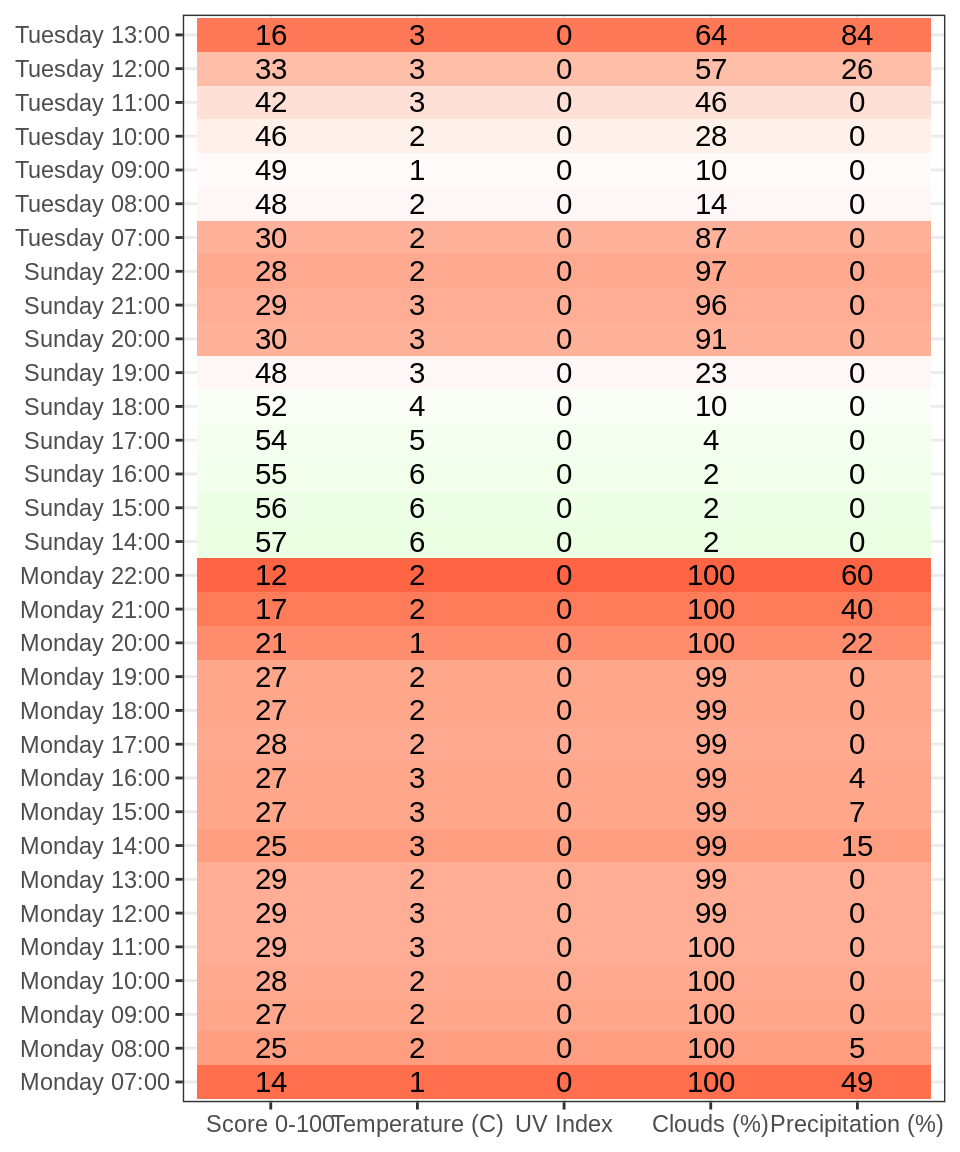 Tuesday 13:00 16 3 0 64 84
Tuesday 12:00 33 3 0 57 26
Tuesday 11:00 42 3 0 46 0
Tuesday 10:00 46 2 0 28 0
Tuesday 09:00 49 1 0 10 0
Tuesday 08:00 48 2 0 14 0
Tuesday 07:00 30 2 0 87 0
Sunday 22:00 28 2 0 97 0
Sunday 21:00 29 3 0 96 0
Sunday 20:00 30 3 0 91 0
Sunday 19:00 48 3 0 23 0
Sunday 18:00 52 4 0 10 0
Sunday 17:00 54 5 0 4 0
Sunday 16:00 55 6 0 2 0
Sunday 15:00 56 6 0 2 0
Sunday 14:00 57 6 0 2 0
Monday 22:00 12 2 0 100 60
Monday 21:00 17 2 0 100 40
Monday 20:00 21 1 0 100 22
Monday 19:00 27 2 0 99 0
Monday 18:00 27 2 0 99 0
Monday 17:00 28 2 0 99 0
Monday 16:00 27 3 0 99 4
Monday 15:00 27 3 0 99 7
Monday 14:00 25 3 0 99 15
Monday 13:00 29 2 0 99 0
Monday 12:00 29 3 0 99 0
Monday 11:00 29 3 0 100 0
Monday 10:00 28 2 0 100 0
Monday 09:00 27 2 0 100 0
Monday 08:00 25 2 0 100 5
Monday 07:00 14 1 0 100 49
Score 0-100 Temperature (C) UV Index Clouds (%) Precipitation (%)